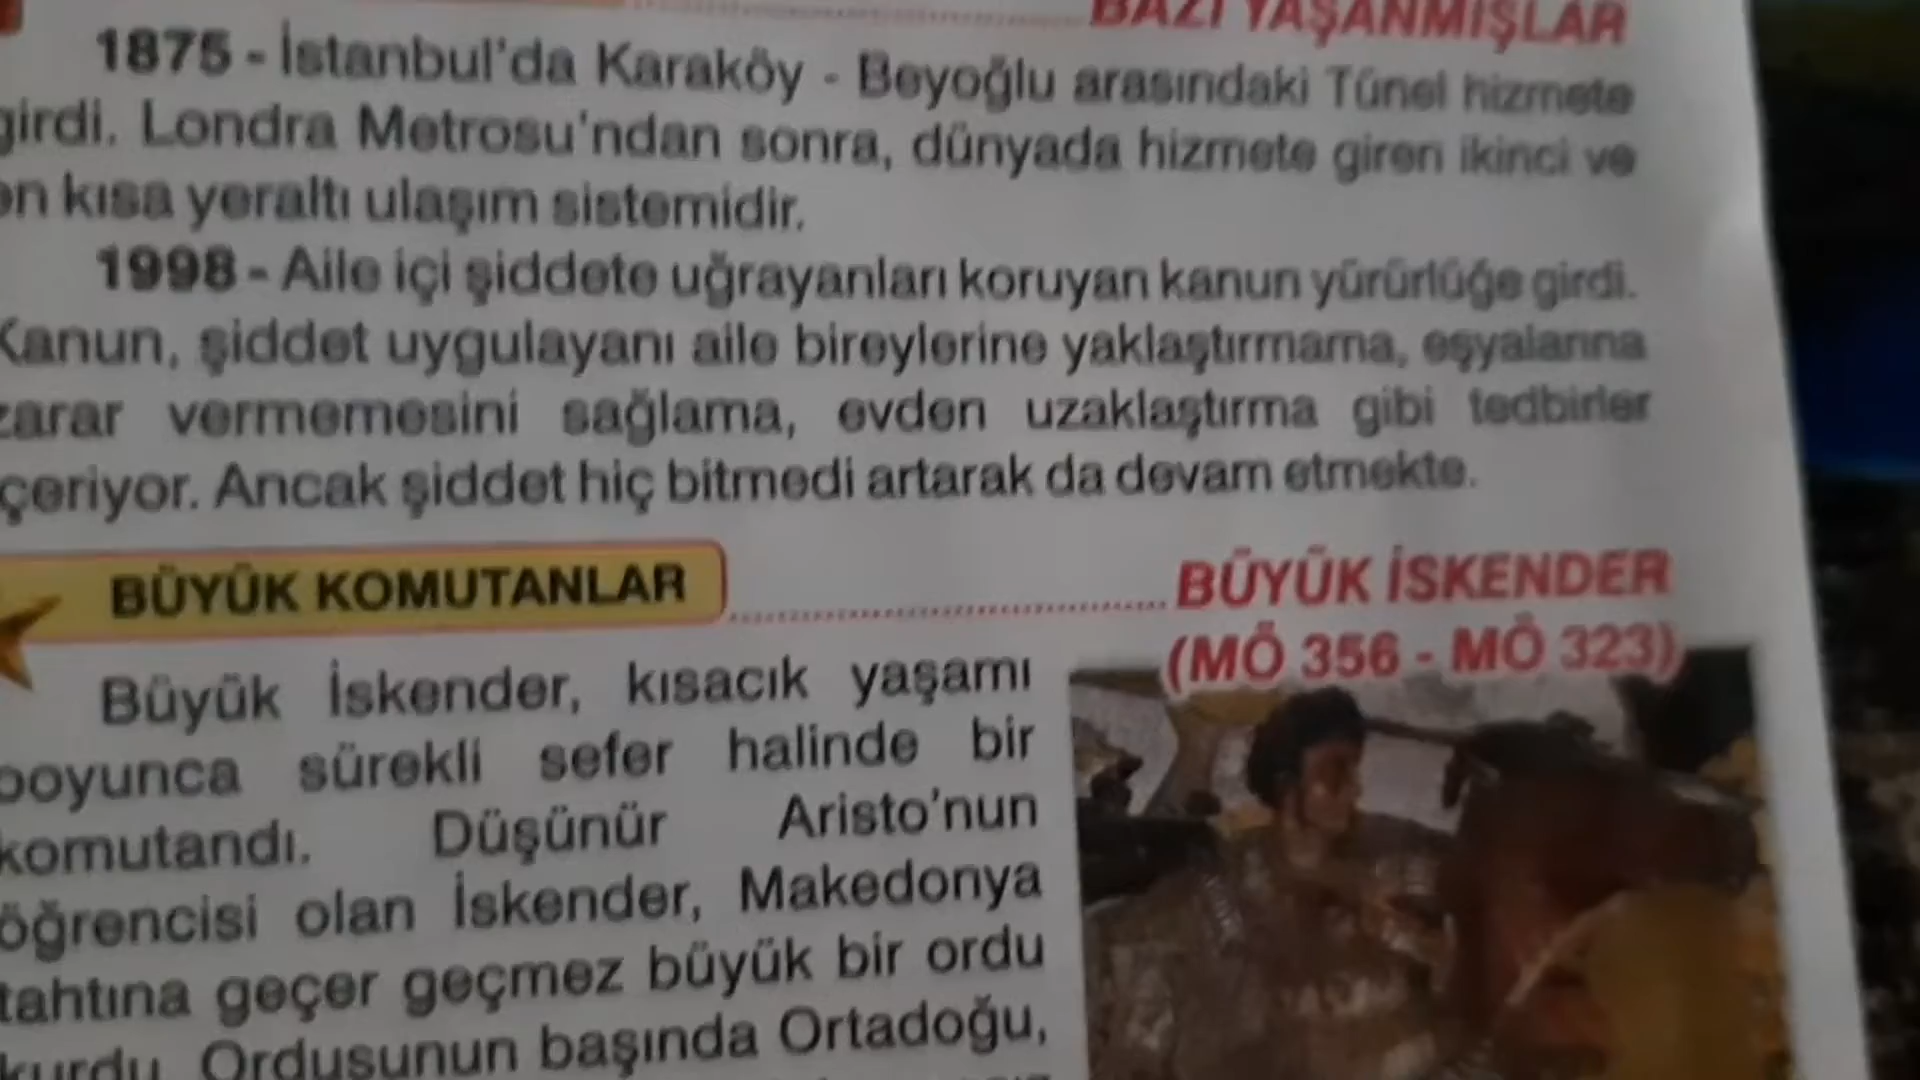 BAZI YAŞANMIŞLAR
1875 - İstanbul'da Karaköy - Beyoğlu arasındaki Tünel hizmete
girdi. Londra Metrosu'ndan sonra, dünyada hizmete giren ikinci ve
en kısa yeraltı ulaşım sistemidir.
1998 - Aile içi şiddete uğrayanları koruyan kanun yürürlüğe girdi.
Kanun, şiddet uygulayanı aile bireylerine yaklaştırmama, eşyalarına
zarar vermemesini sağlama, evden uzaklaştırma gibi tedbirler
içeriyor. Ancak şiddet hiç bitmedi artarak da devam etmekte.
BÜYÜK KOMUTANLAR
BÜYÜK İSKENDER
(MÖ 356 - MÖ 323)
Büyük İskender, kısacık yaşamı
boyunca sürekli sefer halinde bir
komutandı. Düşünür Aristo'nun
öğrencisi olan İskender, Makedonya
tahtına geçer geçmez büyük bir ordu
kurdu. Ordusunun başında Ortadoğu,